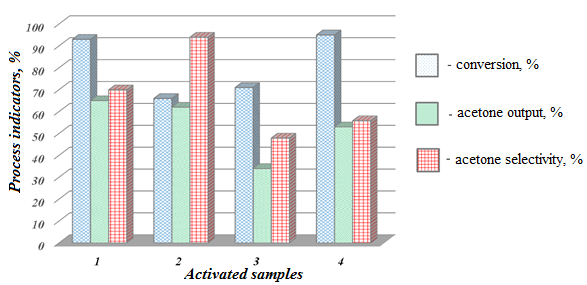 Process indicators, %
100
90
80
70
60
50
40
30
20
10
0
1 2 3 4
Activated samples
- conversion, %
- acetone output, %
- acetone selectivity, %